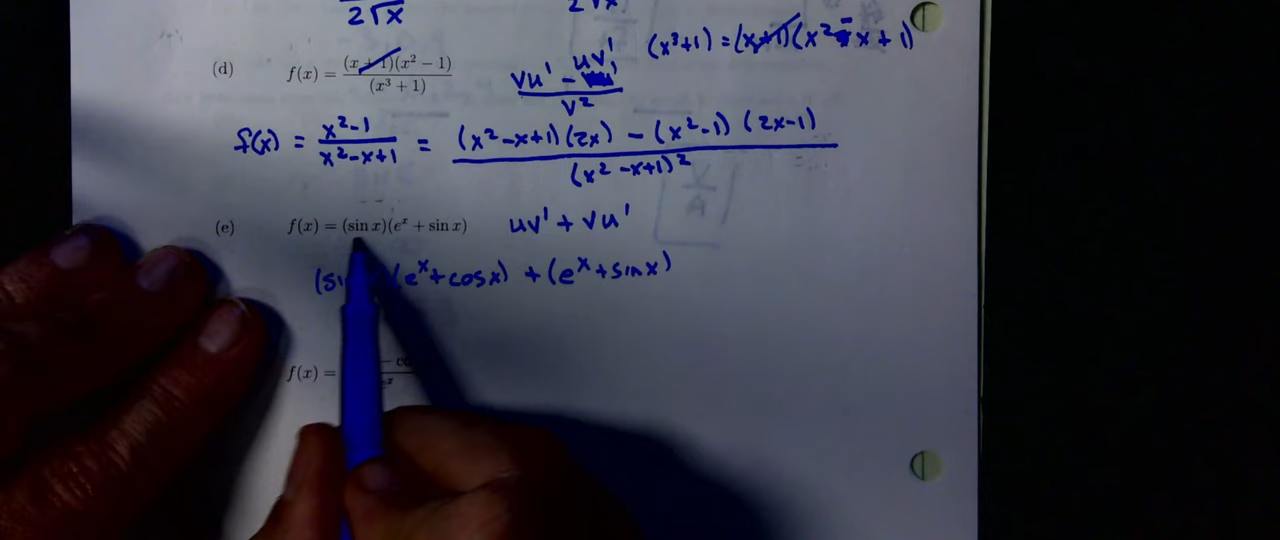 2√x 2√x
(x³+1) = (x+1)(x² - x + 1)
(d) f(x) = (x + 1)(x² − 1) / (x³ + 1) vu' - uv' / v²
f(x) = x²-1 / x²-x+1 = (x²-x+1)(2x) - (x²-1)(2x-1) / (x²-x+1)²
(e) f(x) = (sin x)(eˣ + sin x) uv' + vu'
(eˣ+cosx) + (eˣ+sinx)
f(x) =